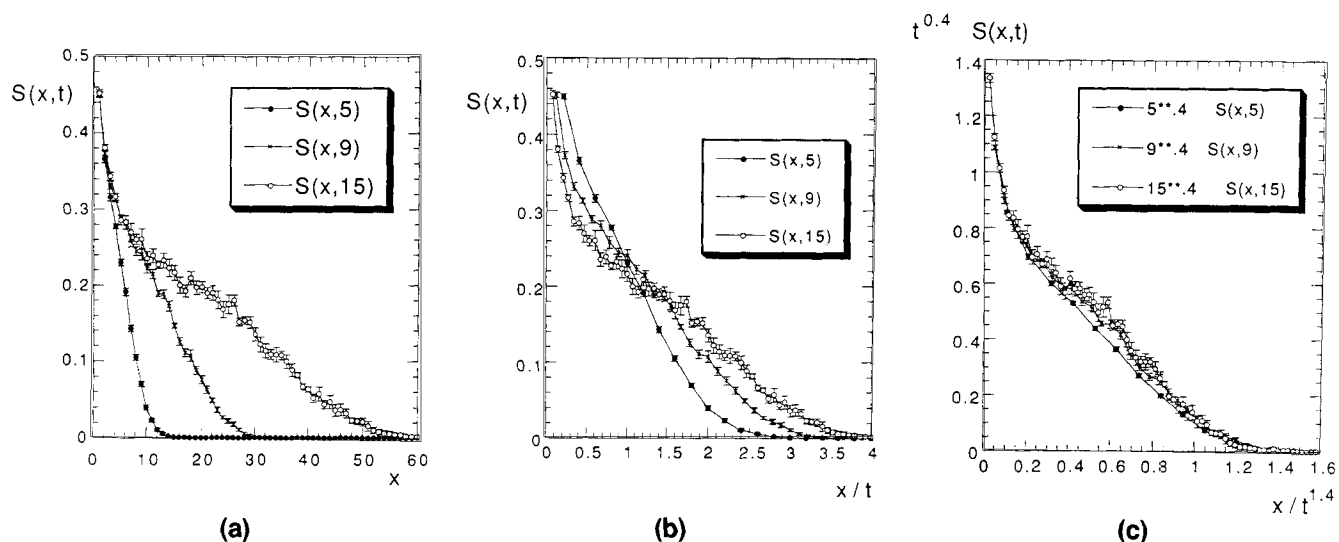 S(x,t)
0.5
0.4
0.3
0.2
0.1
0
S(x,5)
S(x,9)
S(x,15)
0 10 20 30 40 50 60
x
(a)
S(x,t)
0.5
0.4
0.3
0.2
0.1
0
S(x,5)
S(x,9)
S(x,15)
0 0.5 1 1.5 2 2.5 3 3.5 4
x / t
(b)
t^0.4 S(x,t)
1.4
1.2
1
0.8
0.6
0.4
0.2
0
5**.4 S(x,5)
9**.4 S(x,9)
15**.4 S(x,15)
0 0.2 0.4 0.6 0.8 1 1.2 1.4 1.6
x / t^1.4
(c)